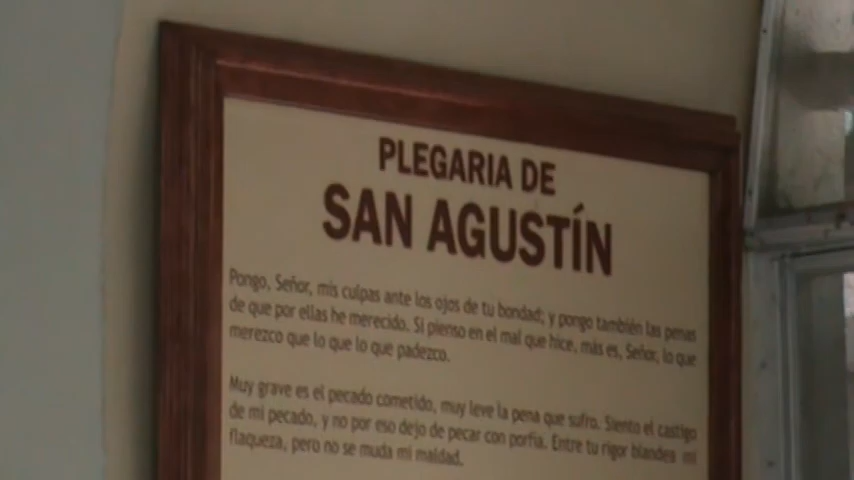 PLEGARIA DE
SAN AGUSTÍN
Pongo, Señor, mis culpas ante los ojos de tu bondad; y pongo también las penas
de que por ellas he merecido. Si pienso en el mal que hice, más es, Señor, lo que
merezco que lo que lo que padezco.
Muy grave es el pecado cometido, muy leve la pena que sufro. Siento el castigo
de mi pecado, y no por eso dejo de pecar con porfía. Entre tu rigor blandea mi
flaqueza, pero no se muda mi maldad.